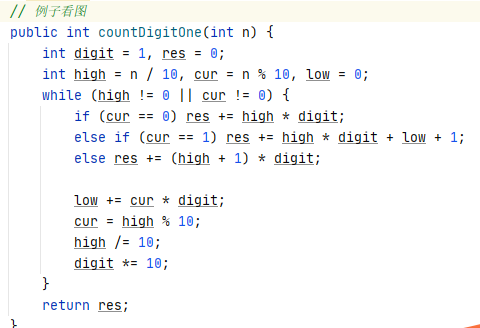 // 例子看图
public int countDigitOne(int n) {
    int digit = 1, res = 0;
    int high = n / 10, cur = n % 10, low = 0;
    while (high != 0 || cur != 0) {
        if (cur == 0) res += high * digit;
        else if (cur == 1) res += high * digit + low + 1;
        else res += (high + 1) * digit;

        low += cur * digit;
        cur = high % 10;
        high /= 10;
        digit *= 10;
    }
    return res;
}